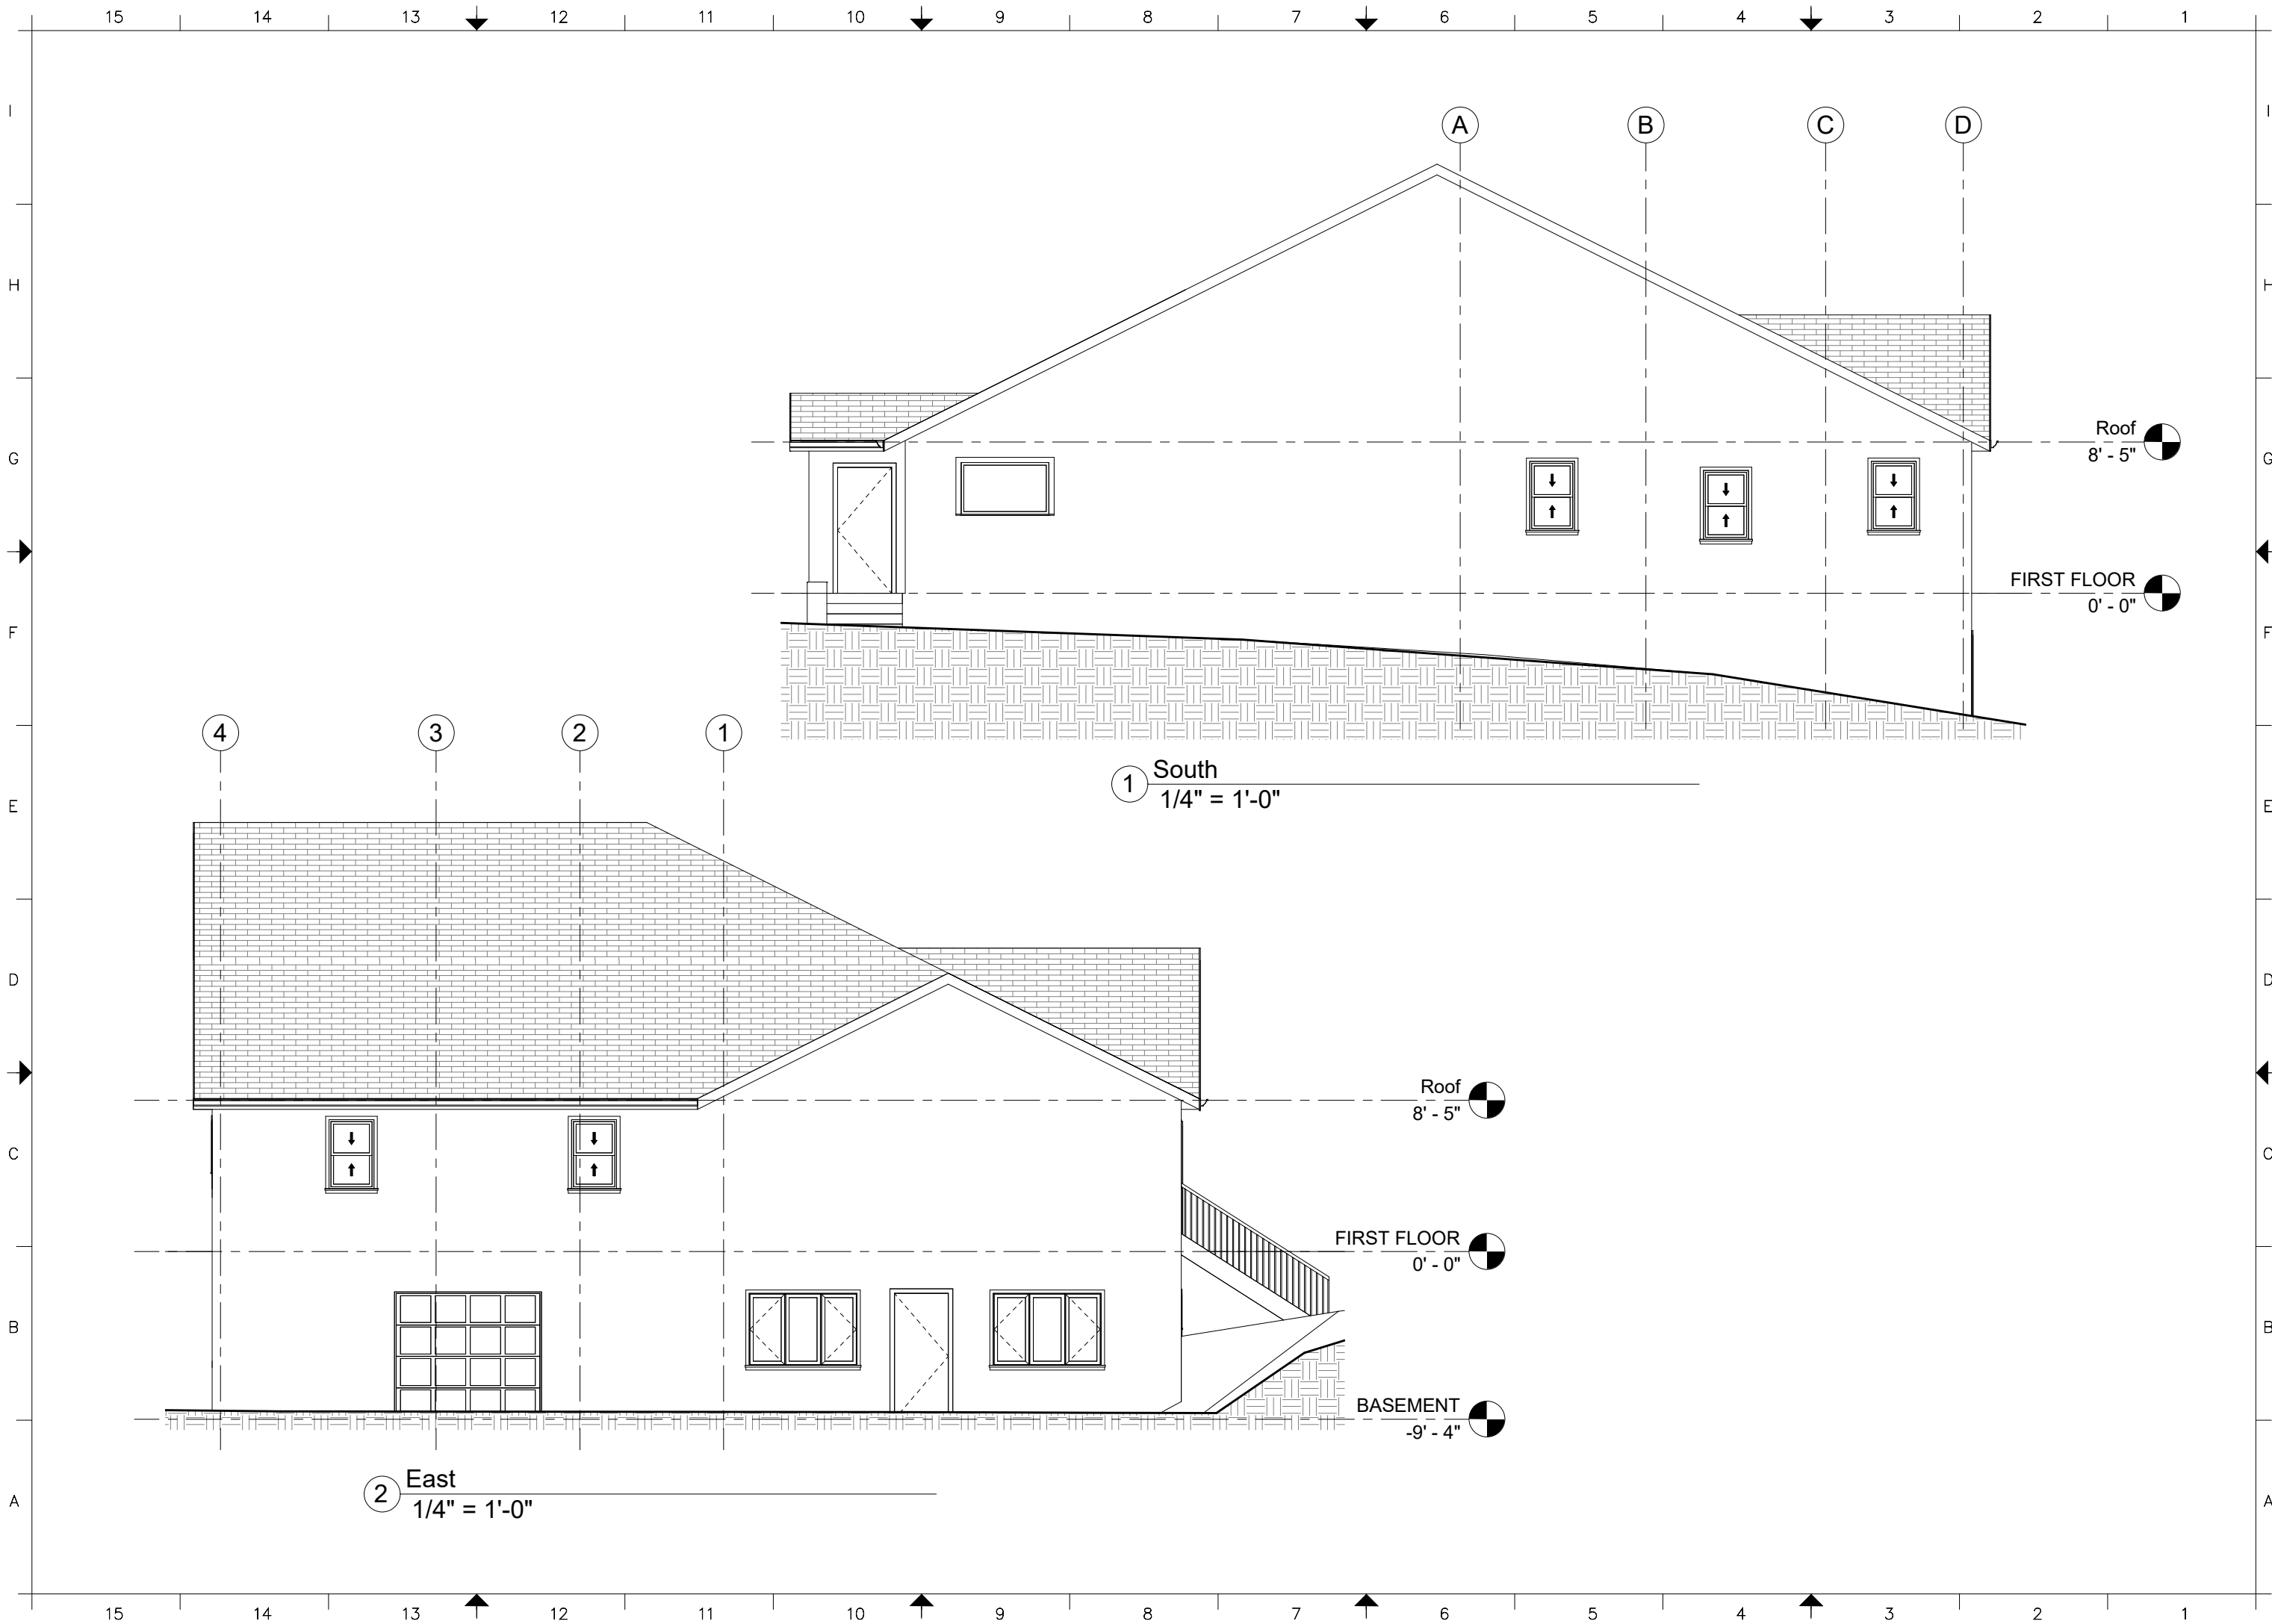 15 14 13 12 11 10 9 8 7 6 5 4 3 2 1
I I
A B C D
H H
Roof
8' - 5"
G G
FIRST FLOOR
0' - 0"
F F
1 South
1/4" = 1'-0"
4 3 2 1
E E
D D
Roof
8' - 5"
C C
FIRST FLOOR
0' - 0"
B B
BASEMENT
-9' - 4"
2 East
1/4" = 1'-0"
A A
15 14 13 12 11 10 9 8 7 6 5 4 3 2 1